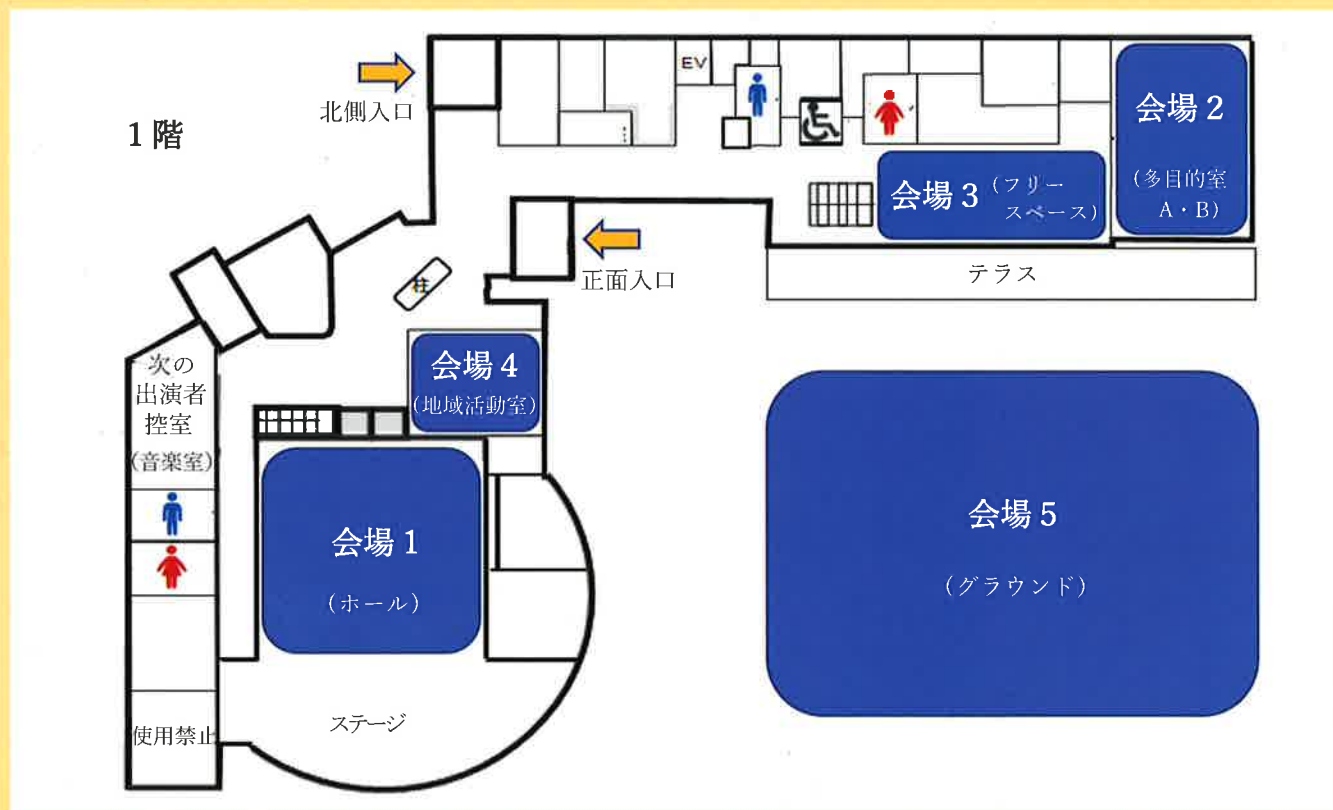 1階
北側入口
EV
会場2
(多目的室
A・B)
会場3
(フリー
スペース)
正面入口
テラス
柱
次の
出演者
控室
(音楽室)
会場4
(地域活動室)
会場1
(ホール)
会場5
(グラウンド)
ステージ
使用禁止